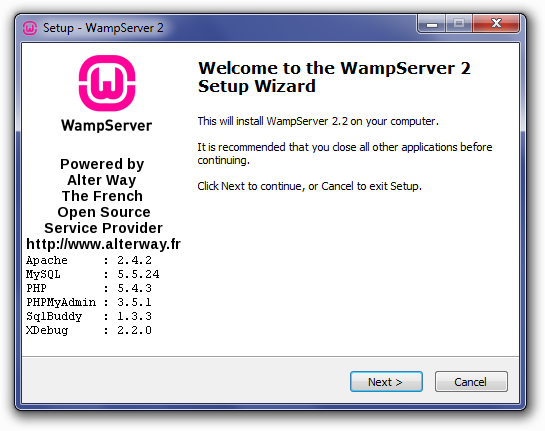 Setup - WampServer 2
WampServer
Powered by
Alter Way
The French
Open Source
Service Provider
http://www.alterway.fr
Apache : 2.4.2
MySQL : 5.5.24
PHP : 5.4.3
PHPMyAdmin : 3.5.1
SqlBuddy : 1.3.3
XDebug : 2.2.0
Welcome to the WampServer 2
Setup Wizard
This will install WampServer 2.2 on your computer.
It is recommended that you close all other applications before
continuing.
Click Next to continue, or Cancel to exit Setup.
Next >
Cancel